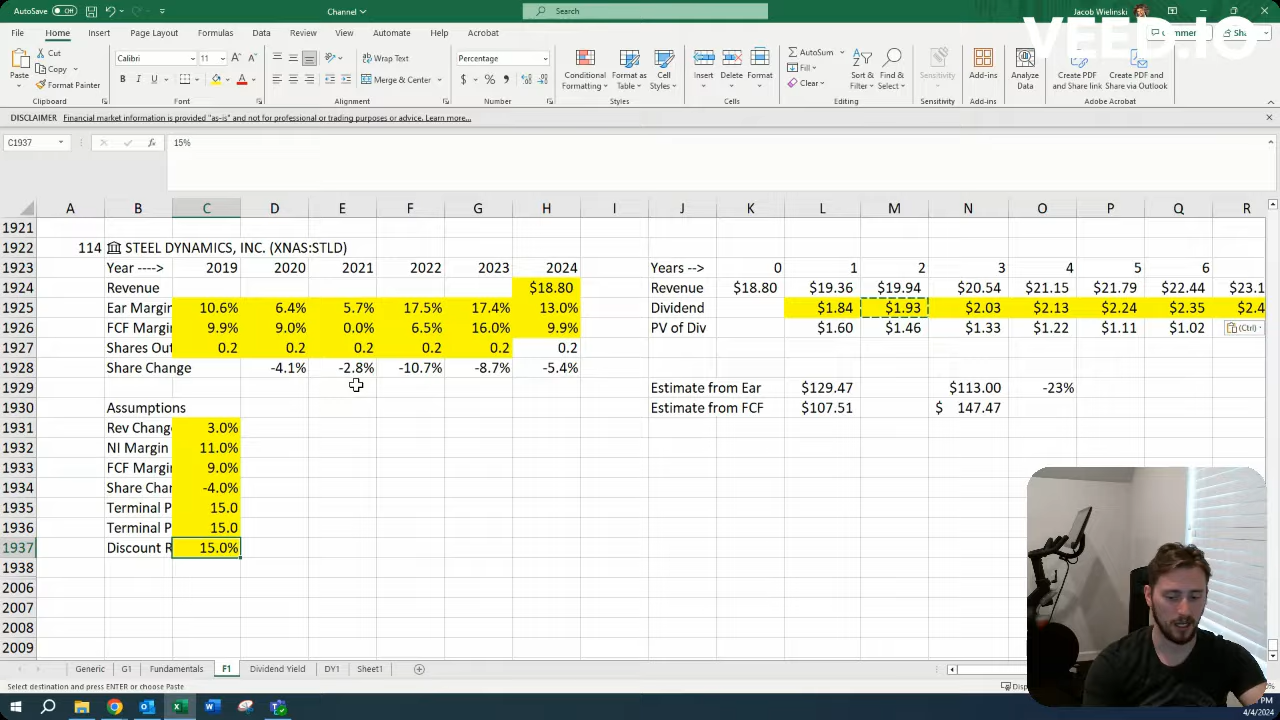 AutoSave Off Channel Search Jacob Wielinski
VEED.IO
File Home Insert Page Layout Formulas Data Review View Automate Help Acrobat Comments
Cut Calibri 11 Wrap Text Percentage AutoSum
Copy Fill
Paste Format Painter B I U Merge & Center $ % Conditional Formatting Format as Table Cell Styles Insert Delete Format Clear Sort & Filter Find & Select Sensitivity Add-ins Analyze Data Create PDF and Share link Create PDF and Share via Outlook
Clipboard Font Alignment Number Styles Cells Editing Sensitivity Add-ins Adobe Acrobat
DISCLAIMER Financial market information is provided "as-is" and not for professional or trading purposes or advice. Learn more...
C1937 fx 15%
A B C D E F G H I J K L M N O P Q R
1921
1922 114 STEEL DYNAMICS, INC. (XNAS:STLD)
1923 Year ----> 2019 2020 2021 2022 2023 2024 Years --> 0 1 2 3 4 5 6
1924 Revenue $18.80 Revenue $18.80 $19.36 $19.94 $20.54 $21.15 $21.79 $22.44 $23.1
1925 Ear Margin 10.6% 6.4% 5.7% 17.5% 17.4% 13.0% Dividend $1.84 $1.93 $2.03 $2.13 $2.24 $2.35 $2.4
1926 FCF Margin 9.9% 9.0% 0.0% 6.5% 16.0% 9.9% PV of Div $1.60 $1.46 $1.33 $1.22 $1.11 $1.02 (Ctrl)
1927 Shares Out 0.2 0.2 0.2 0.2 0.2 0.2
1928 Share Change -4.1% -2.8% -10.7% -8.7% -5.4%
1929 Estimate from Ear $129.47 $113.00 -23%
1930 Assumptions Estimate from FCF $107.51 $ 147.47
1931 Rev Change 3.0%
1932 NI Margin 11.0%
1933 FCF Margin 9.0%
1934 Share Chan -4.0%
1935 Terminal P 15.0
1936 Terminal P 15.0
1937 Discount R 15.0%
1938
2006
2007
2008
2009
Generic G1 Fundamentals F1 Dividend Yield DY1 Sheet1
Select destination and press ENTER or choose Paste
4/4/2024